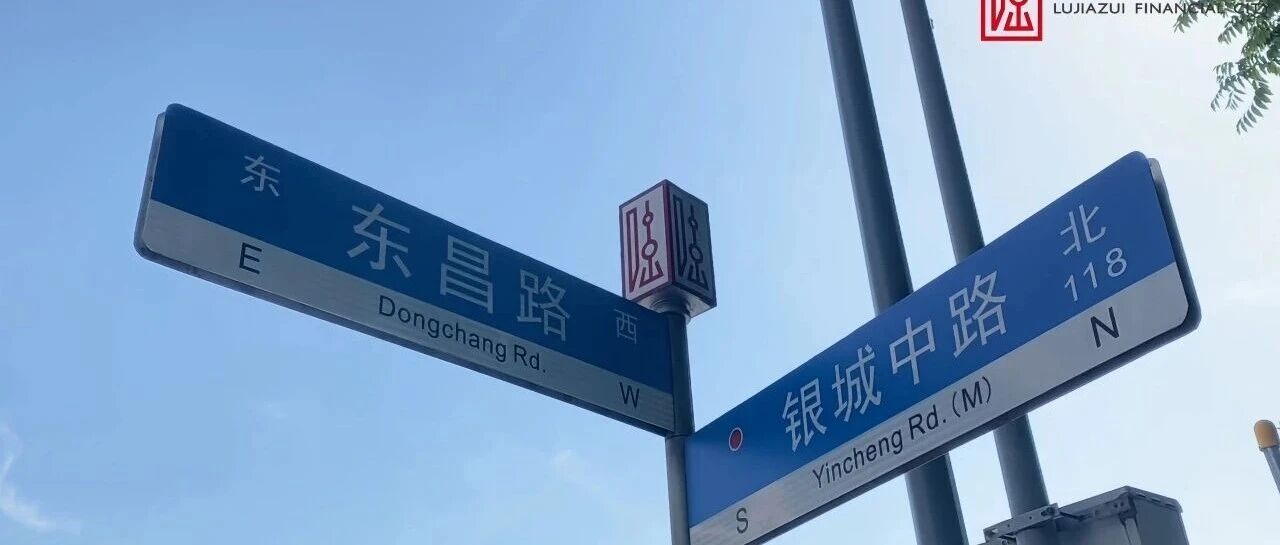 LUJIAZUI FINANCIAL CITY
东 东昌路 西
E Dongchang Rd. W
银城中路 北 118
S Yincheng Rd. (M) N